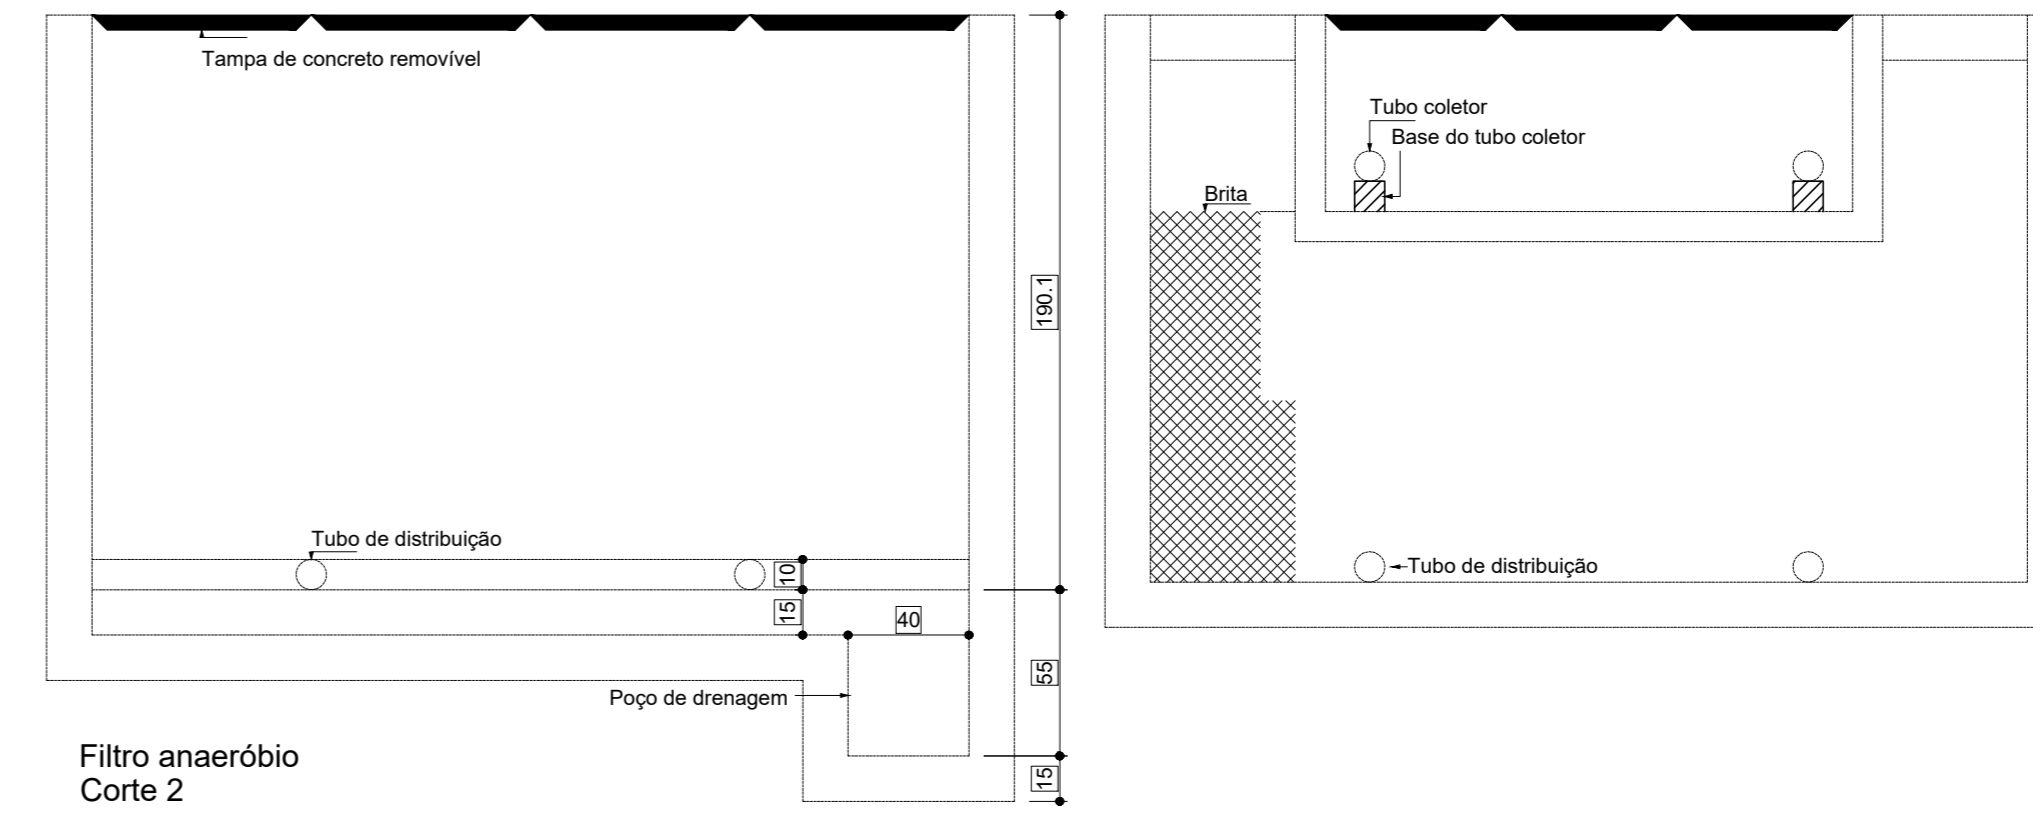 Tampa de concreto removível
Tubo de distribuição
10
15
40
190.1
55
15
Poço de drenagem
Filtro anaeróbio
Corte 2
Tubo coletor
Base do tubo coletor
Brita
Tubo de distribuição